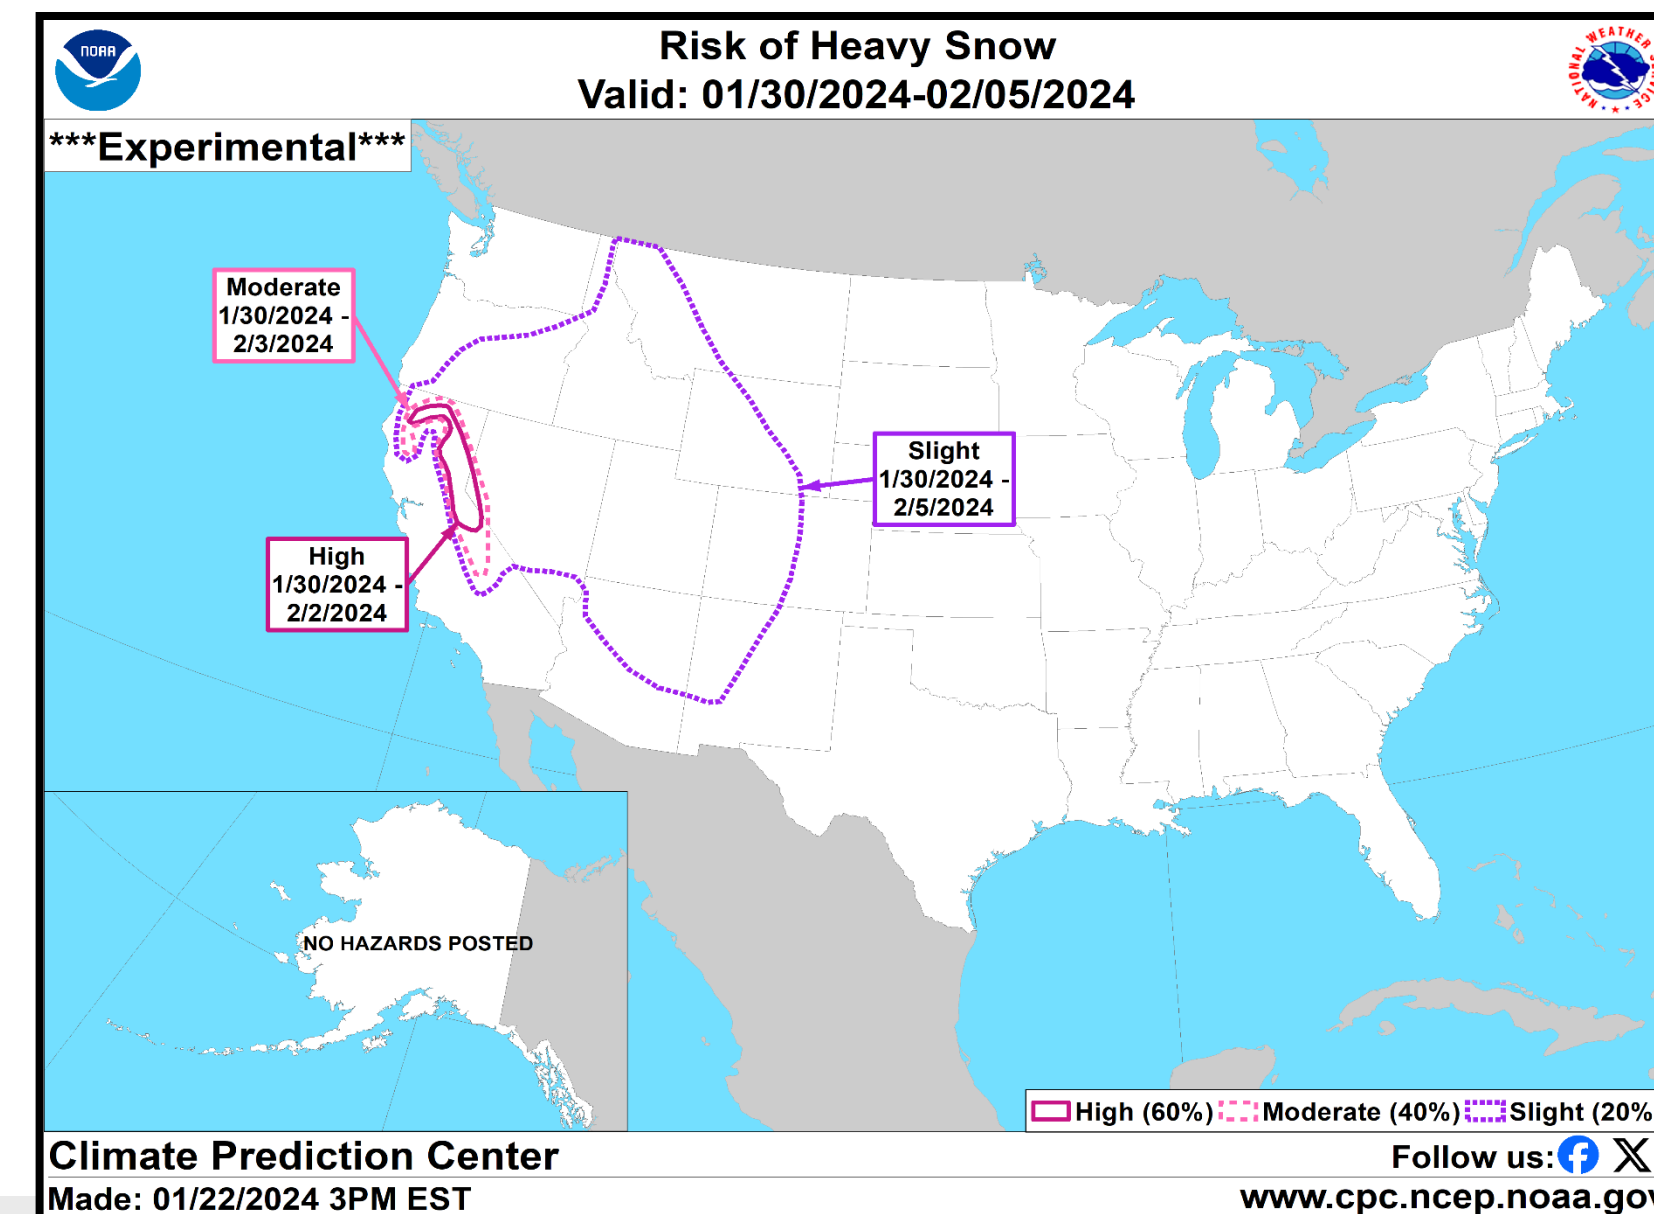 NOAA
Risk of Heavy Snow
Valid: 01/30/2024-02/05/2024
NATIONAL WEATHER
***Experimental***
Moderate
1/30/2024 -
2/3/2024
Slight
1/30/2024 -
2/5/2024
High
1/30/2024 -
2/2/2024
NO HAZARDS POSTED
High (60%) Moderate (40%) Slight (20%
Climate Prediction Center
Follow us:
Made: 01/22/2024 3PM EST
www.cpc.ncep.noaa.gov